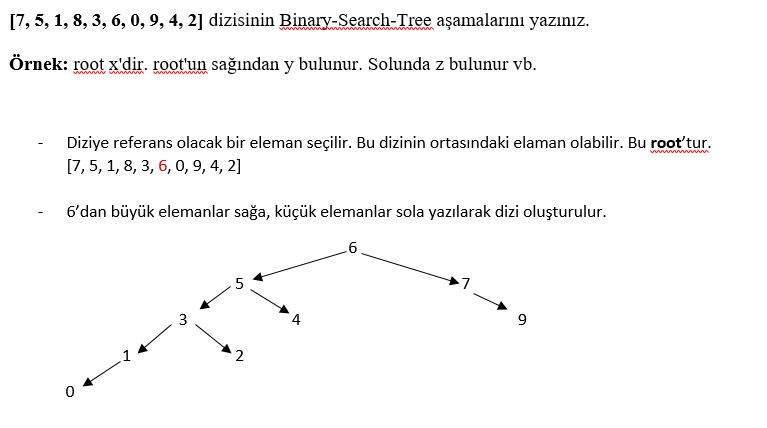 [7, 5, 1, 8, 3, 6, 0, 9, 4, 2] dizisinin Binary-Search-Tree aşamalarını yazınız.
Örnek: root x'dir. root'un sağından y bulunur. Solunda z bulunur vb.
- Diziye referans olacak bir eleman seçilir. Bu dizinin ortasındaki elaman olabilir. Bu root'tur.
[7, 5, 1, 8, 3, 6, 0, 9, 4, 2]
- 6'dan büyük elemanlar sağa, küçük elemanlar sola yazılarak dizi oluşturulur.
6
5 7
3 4 9
1 2
0